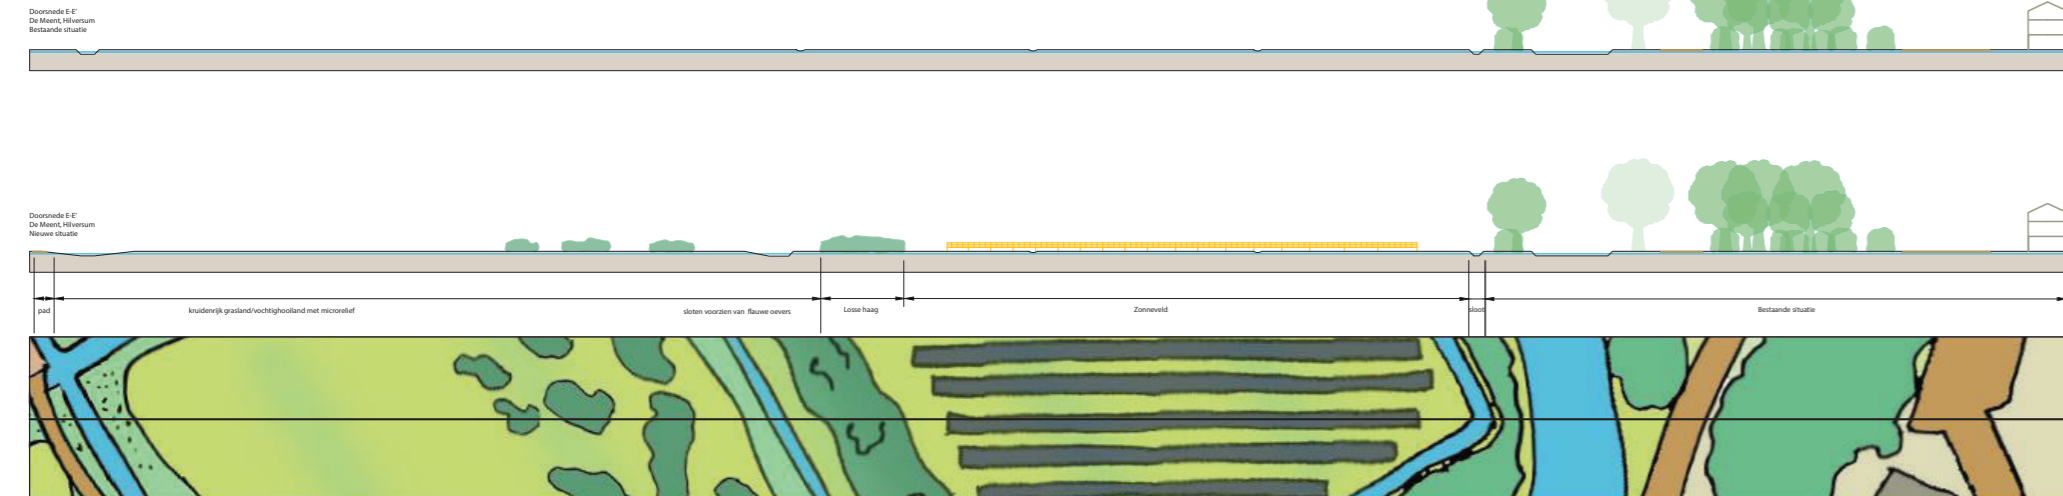 Doorsnede E-E'
De Meent, Hilversum
Bestaande situatie
Doorsnede E-E'
De Meent, Hilversum
Nieuwe situatie
pad
kruidenrijk grasland/vochtighooiland met microrelief
sloten voorzien van flauwe oevers
Losse haag
Zonneveld
sloot
Bestaande situatie